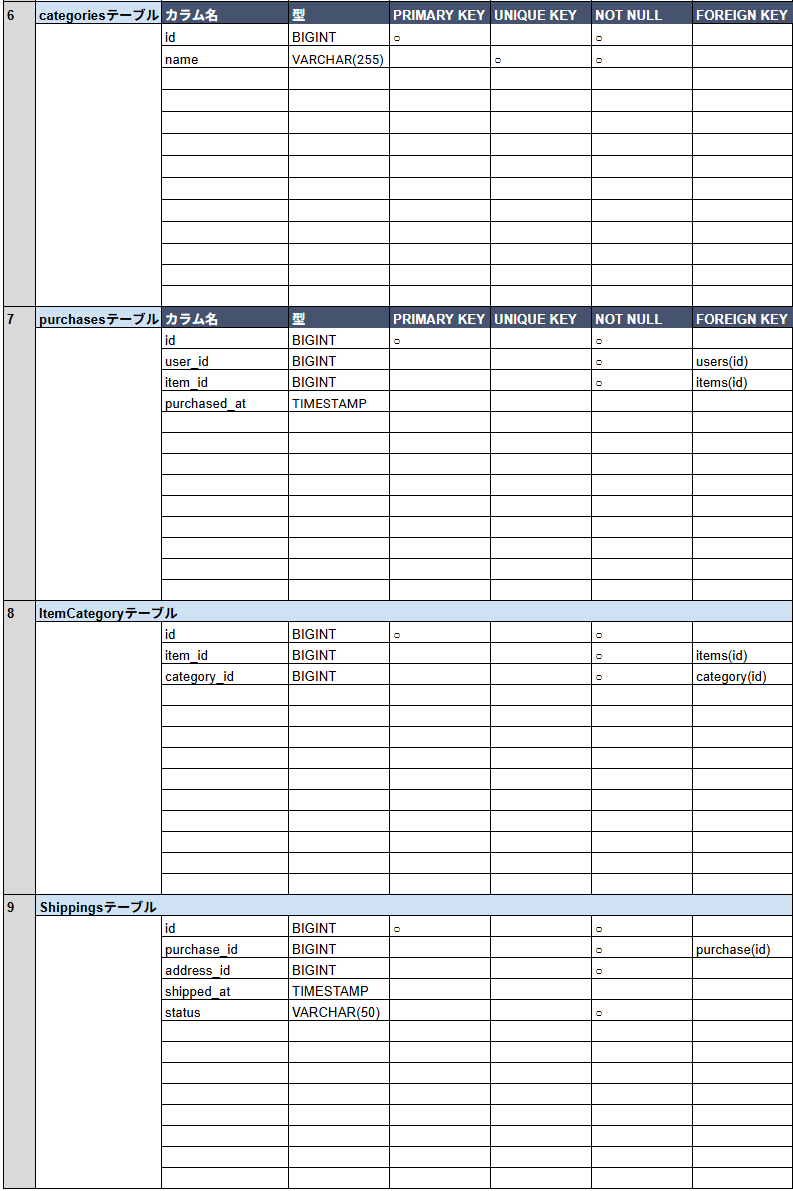 6 categoriesテーブル カラム名 型 PRIMARY KEY UNIQUE KEY NOT NULL FOREIGN KEY
id BIGINT ○ ○
name VARCHAR(255) ○ ○
7 purchasesテーブル カラム名 型 PRIMARY KEY UNIQUE KEY NOT NULL FOREIGN KEY
id BIGINT ○ ○
user_id BIGINT ○ users(id)
item_id BIGINT ○ items(id)
purchased_at TIMESTAMP
8 ItemCategoryテーブル
id BIGINT ○ ○
item_id BIGINT ○ items(id)
category_id BIGINT ○ category(id)
9 Shippingsテーブル
id BIGINT ○ ○
purchase_id BIGINT ○ purchase(id)
address_id BIGINT ○
shipped_at TIMESTAMP
status VARCHAR(50) ○